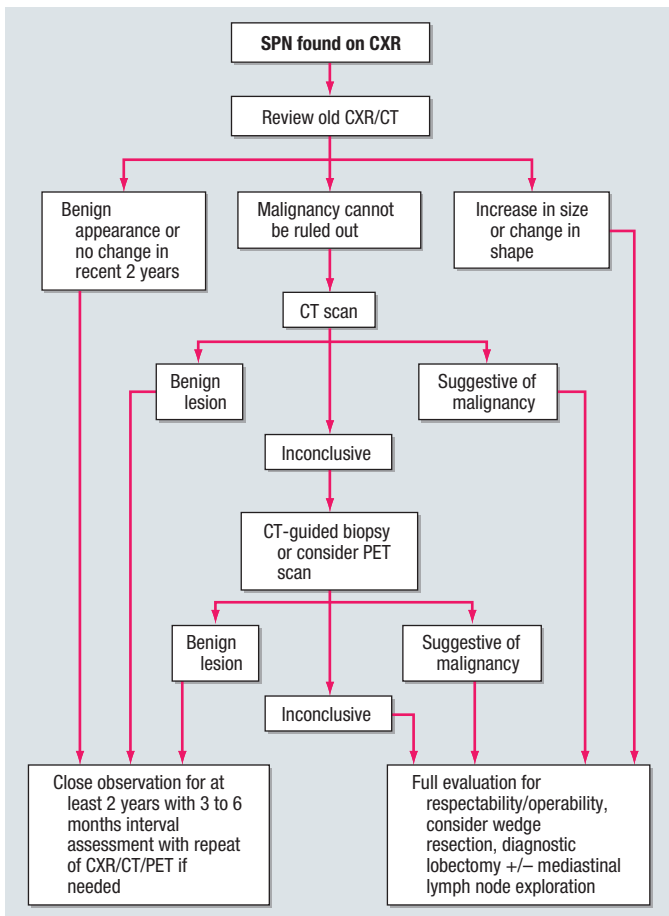 SPN found on CXR
Review old CXR/CT
Benign
appearance or
no change in
recent 2 years
Malignancy cannot
be ruled out
Increase in size
or change in
shape
CT scan
Benign
lesion
Suggestive of
malignancy
Inconclusive
CT-guided biopsy
or consider PET
scan
Benign
lesion
Suggestive of
malignancy
Inconclusive
Close observation for at
least 2 years with 3 to 6
months interval
assessment with repeat
of CXR/CT/PET if
needed
Full evaluation for
respectability/operability,
consider wedge
resection, diagnostic
lobectomy +/– mediastinal
lymph node exploration